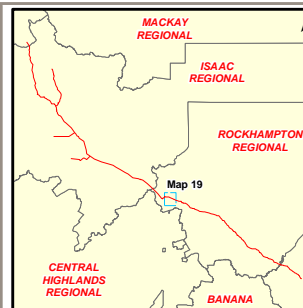 MACKAY
REGIONAL
ISAAC
REGIONAL
ROCKHAMPTON
REGIONAL
Map 19
CENTRAL
HIGHLANDS
REGIONAL
BANANA